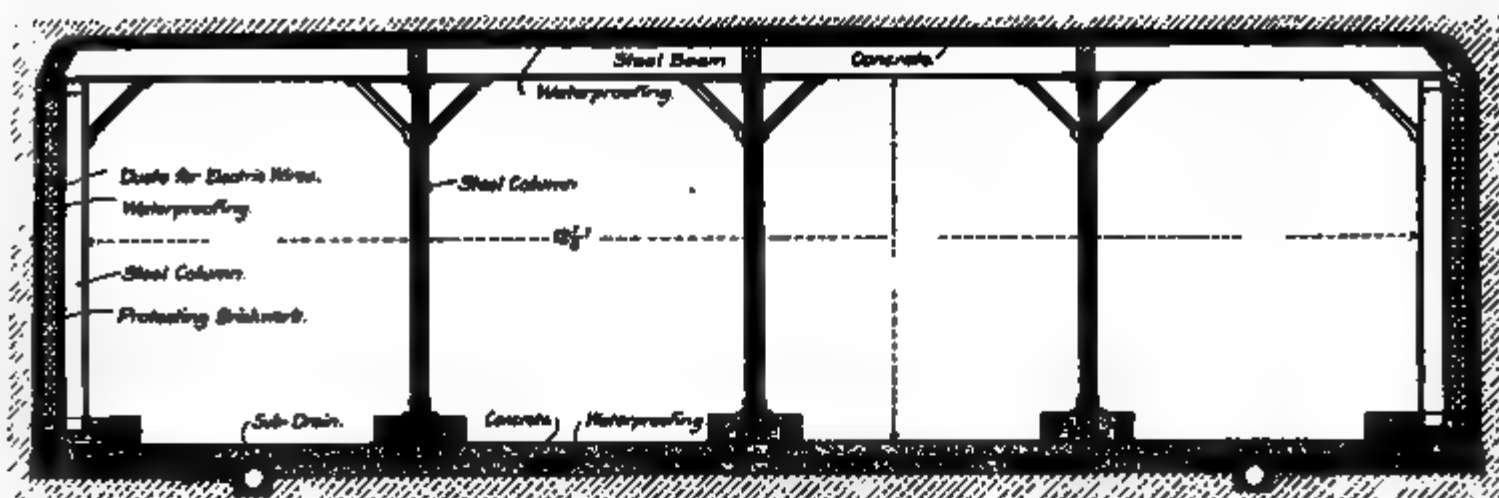 Steel Beam
Concrete.
Waterproofing.
Ducts for Electric Wires.
Steel Column
Waterproofing.
Steel Column.
Protecting Brickwork.
Sub-Drain.
Concrete.
Waterproofing